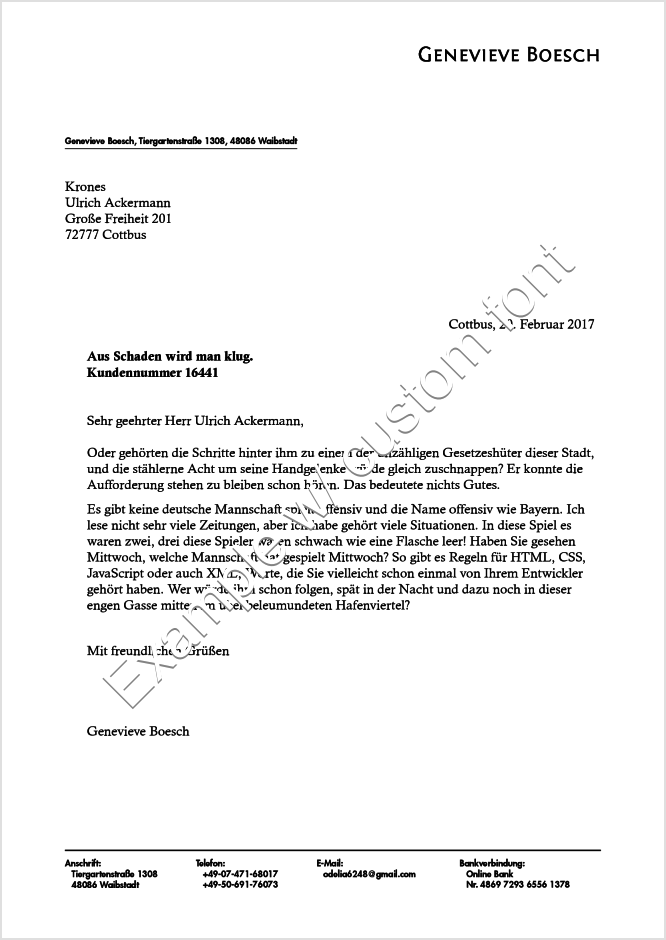 GENEVIEVE BOESCH
Genevieve Boesch, Tiergartenstraße 1308, 48086 Waibstadt
Krones
Ulrich Ackermann
Große Freiheit 201
72777 Cottbus
Cottbus, 20. Februar 2017
Aus Schaden wird man klug.
Kundennummer 16441
Sehr geehrter Herr Ulrich Ackermann,
Oder gehörten die Schritte hinter ihm zu einem der unzähligen Gesetzeshüter dieser Stadt,
und die stählerne Acht um seine Handgelenke würde gleich zuschnappen? Er konnte die
Aufforderung stehen zu bleiben schon hören. Das bedeutete nichts Gutes.
Es gibt keine deutsche Mannschaft spielt offensiv und die Name offensiv wie Bayern. Ich
lese nicht sehr viele Zeitungen, aber ich habe gehört viele Situationen. In diese Spiel es
waren zwei, drei diese Spieler waren schwach wie eine Flasche leer! Haben Sie gesehen
Mittwoch, welche Mannschaft hat gespielt Mittwoch? So gibt es Regeln für HTML, CSS,
JavaScript oder auch XML; Worte, die Sie vielleicht schon einmal von Ihrem Entwickler
gehört haben. Wer würde ihm schon folgen, spät in der Nacht und dazu noch in dieser
engen Gasse mitten im übel beleumundeten Hafenviertel?
Mit freundlichen Grüßen
Genevieve Boesch
Example w/ custom font
Anschrift: Telefon: E-Mail: Bankverbindung:
Tiergartenstraße 1308 +49-07-471-68017 odelia6248@gmail.com Online Bank
48086 Waibstadt +49-50-691-76073 Nr. 4869 7293 6556 1378